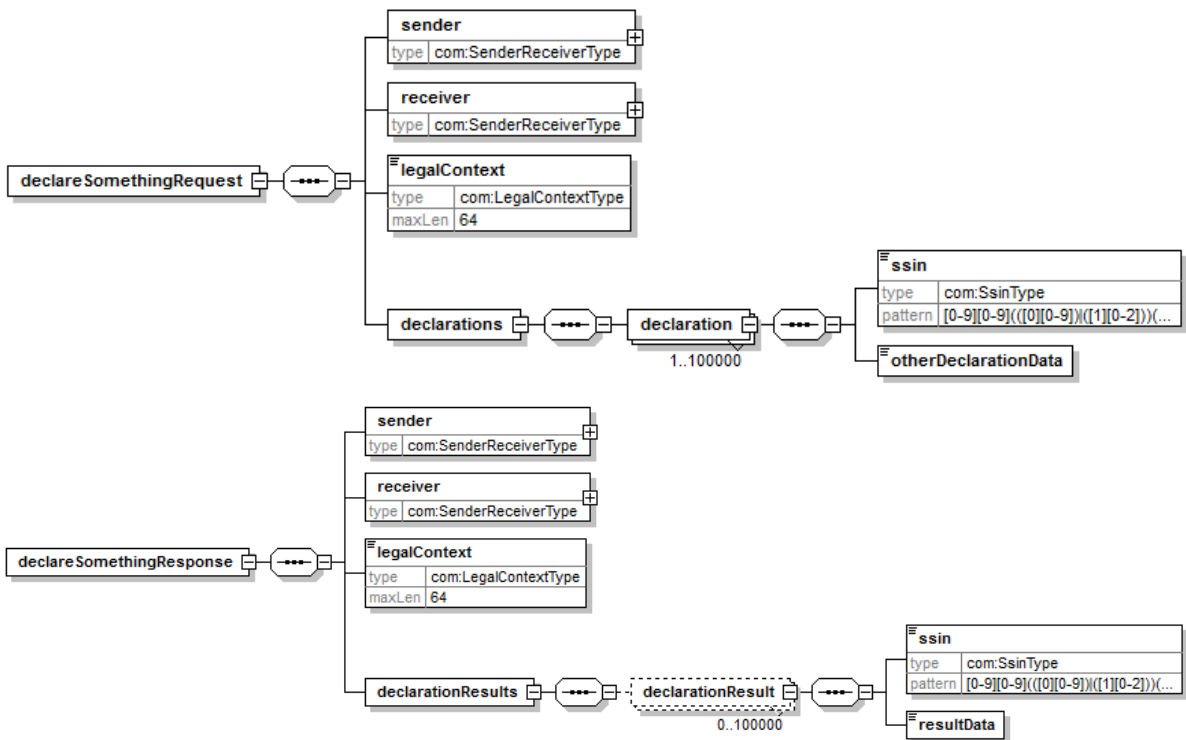 sender
type com:SenderReceiverType
receiver
type com:SenderReceiverType
declareSomethingRequest
legalContext
type com:LegalContextType
maxLen 64
declarations
declaration
1..100000
ssin
type com:SsinType
pattern [0-9][0-9](([0][0-9])|([1][0-2]))(...
otherDeclarationData
sender
type com:SenderReceiverType
receiver
type com:SenderReceiverType
declareSomethingResponse
legalContext
type com:LegalContextType
maxLen 64
declarationResults
declarationResult
0..100000
ssin
type com:SsinType
pattern [0-9][0-9](([0][0-9])|([1][0-2]))(...
resultData